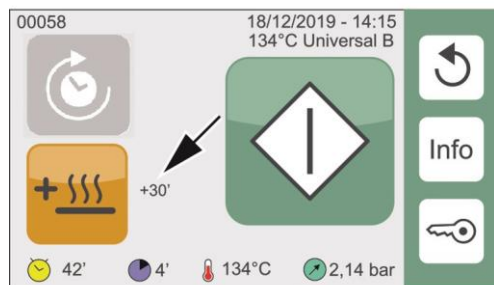 00058
18/12/2019 - 14:15
134°C Universal B
+30'
Info
42'
4'
134°C
2,14 bar